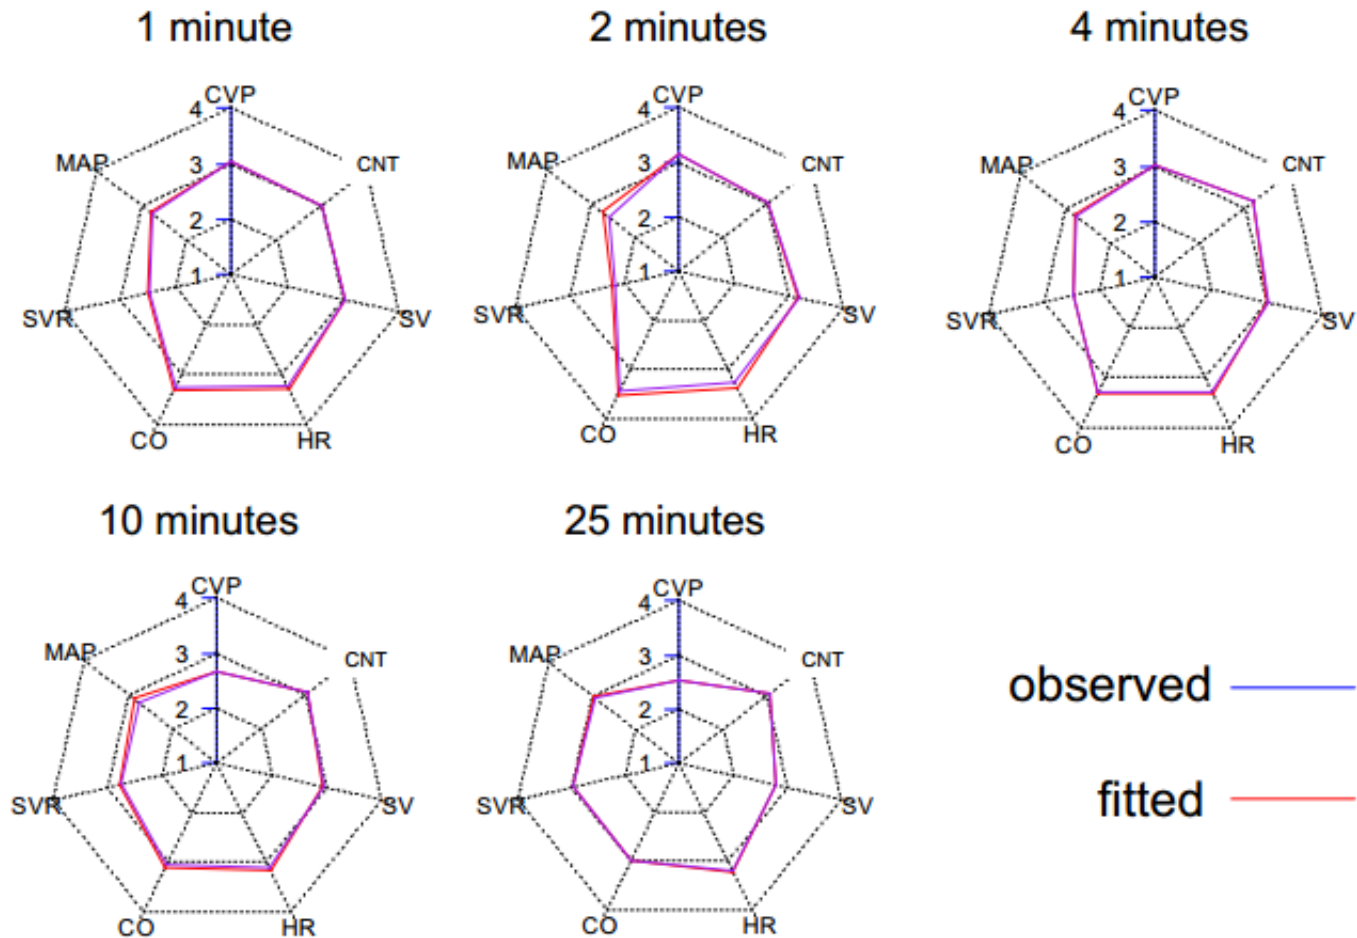 1 minute
2 minutes
4 minutes
CVP
4
3
2
1
MAP
CNT
SVR
SV
CO
HR
CVP
4
3
2
1
MAP
CNT
SVR
SV
CO
HR
CVP
4
3
2
1
MAP
CNT
SVR
SV
CO
HR
10 minutes
25 minutes
CVP
4
3
2
1
MAP
CNT
SVR
SV
CO
HR
CVP
4
3
2
1
MAP
CNT
SVR
SV
CO
HR
observed
fitted